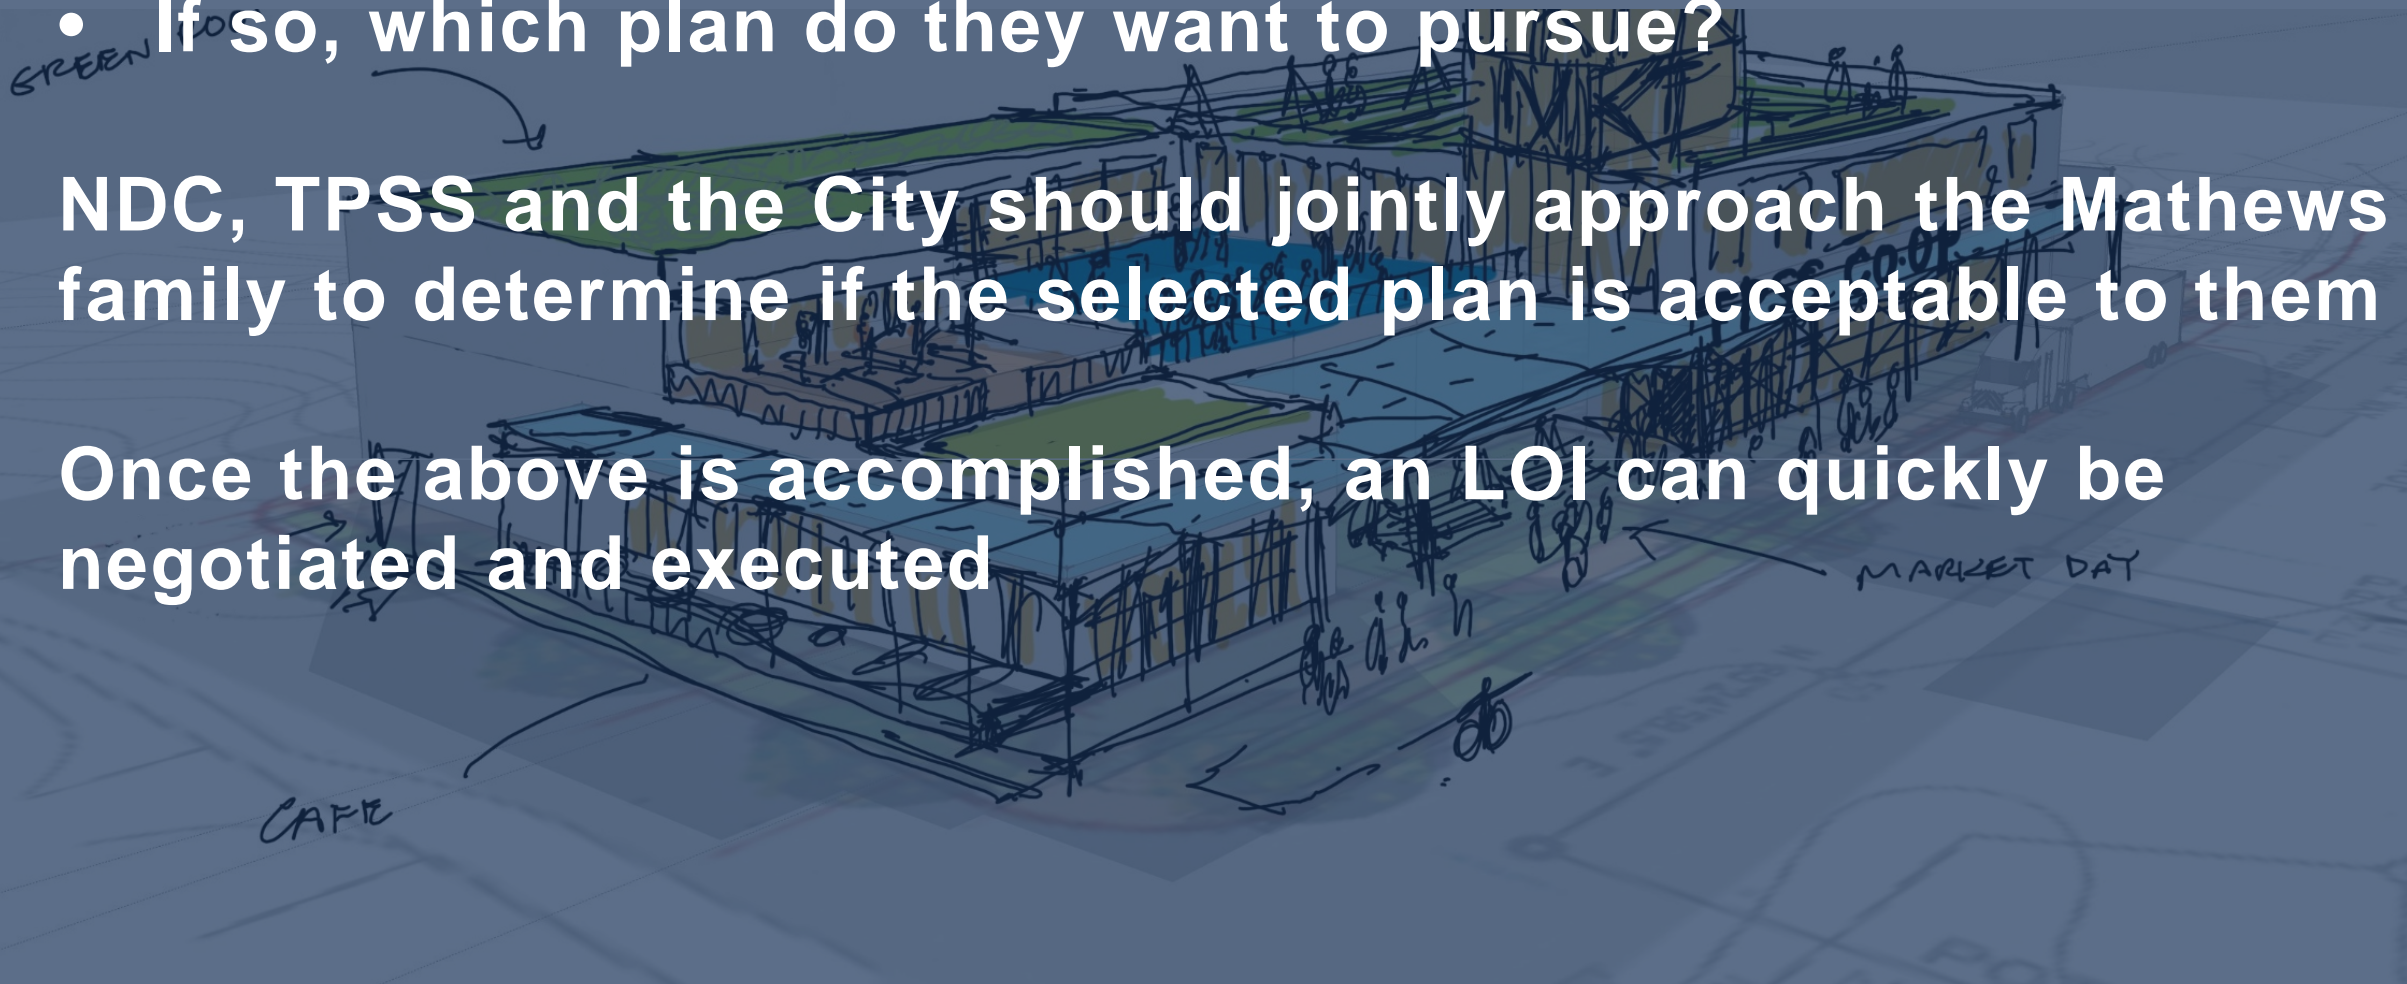 • If so, which plan do they want to pursue?
GREEN
NDC, TPSS and the City should jointly approach the Mathews
family to determine if the selected plan is acceptable to them
CO-OP
Once the above is accomplished, an LOI can quickly be
negotiated and executed
MARKET DAY
CAFE